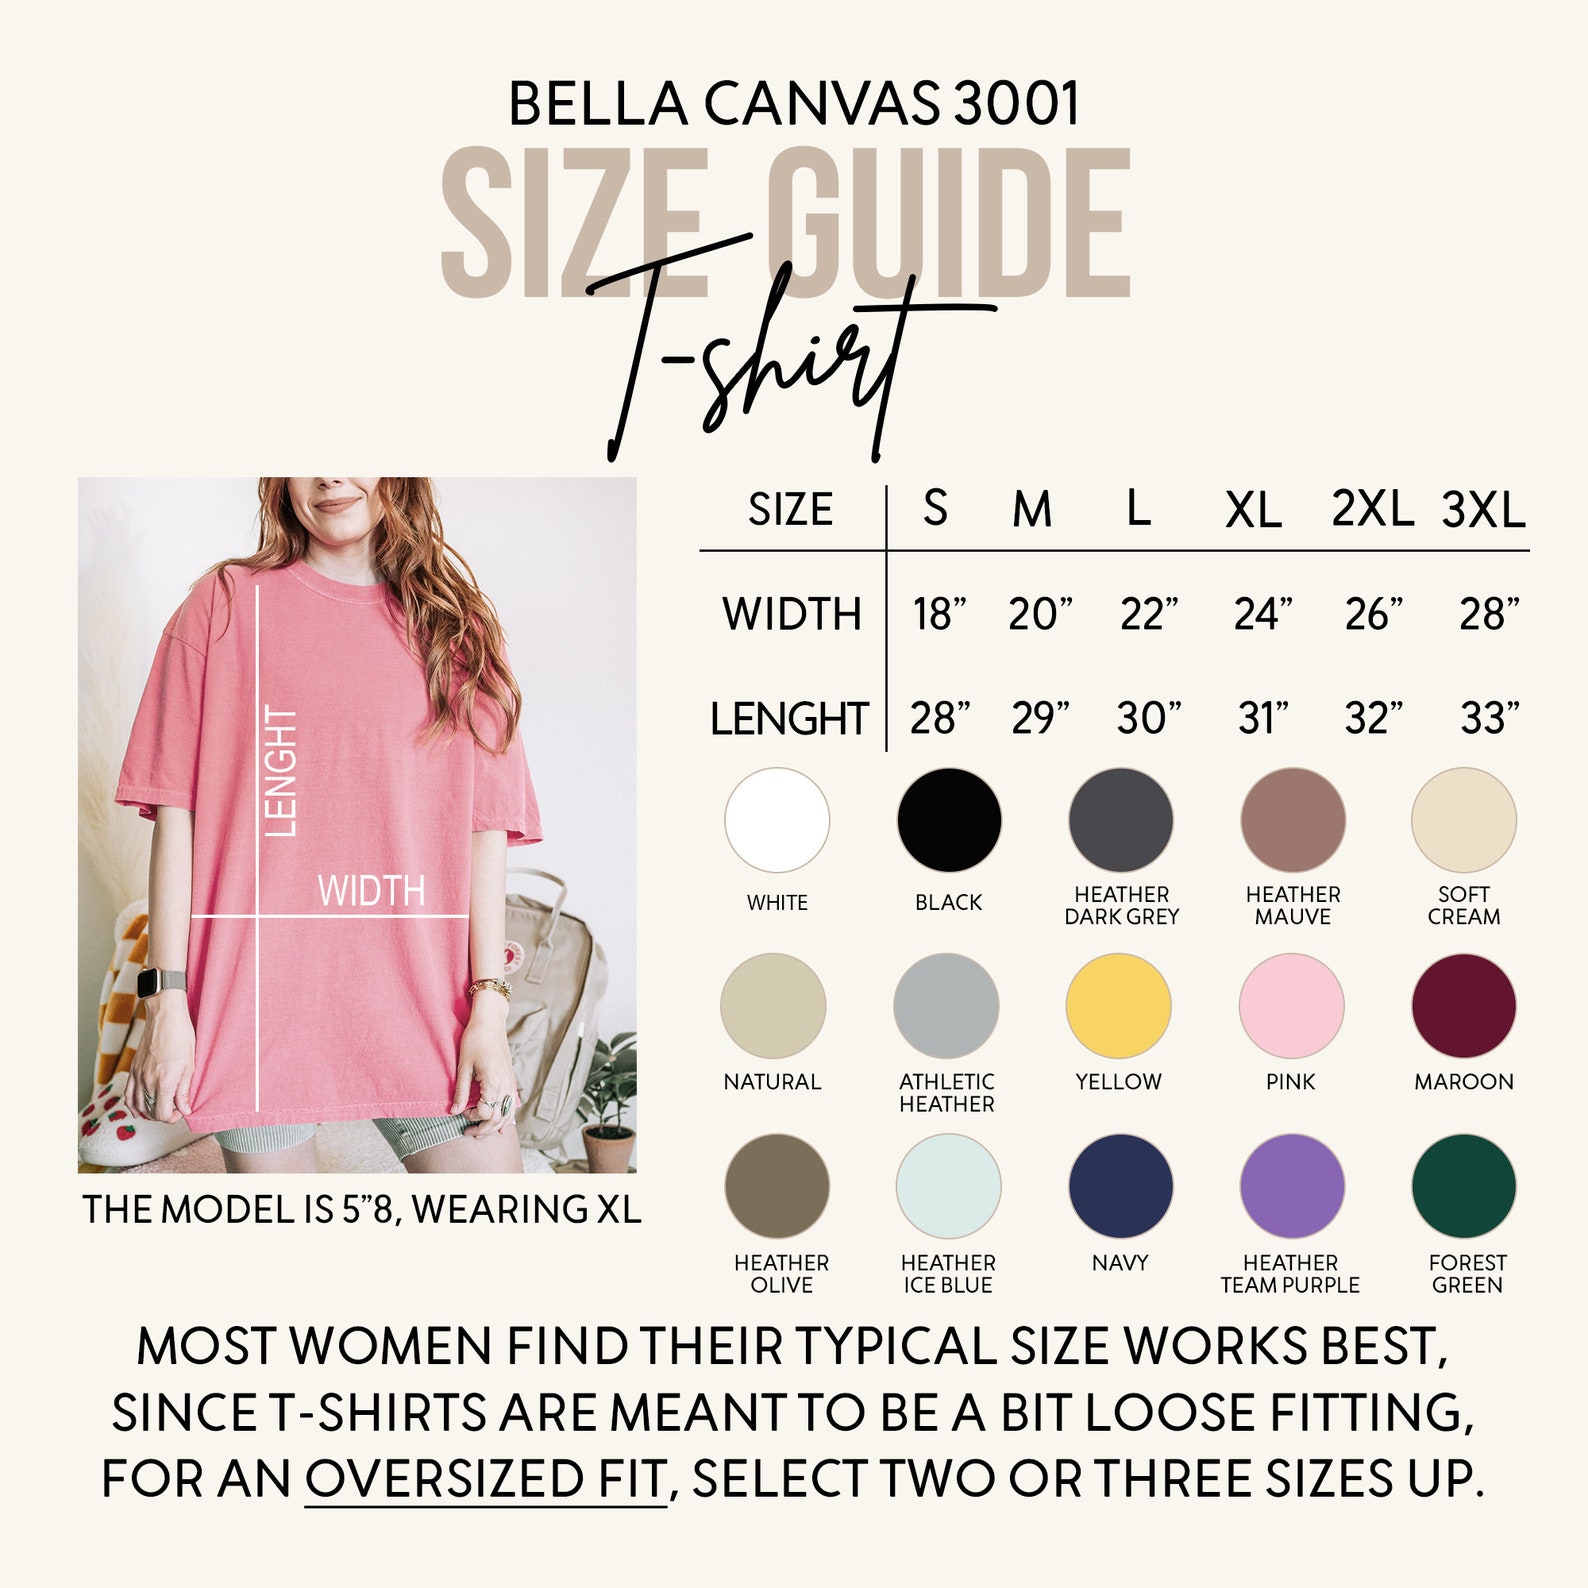 BELLA CANVAS 3001
SIZE GUIDE
T-shirt
SIZE S M L XL 2XL 3XL
WIDTH 18” 20” 22” 24” 26” 28”
LENGHT 28” 29” 30” 31” 32” 33”
LENGHT
WIDTH
THE MODEL IS 5”8, WEARING XL
WHITE
BLACK
HEATHER
DARK GREY
HEATHER
MAUVE
SOFT
CREAM
NATURAL
ATHLETIC
HEATHER
YELLOW
PINK
MAROON
HEATHER
OLIVE
HEATHER
ICE BLUE
NAVY
HEATHER
TEAM PURPLE
FOREST
GREEN
MOST WOMEN FIND THEIR TYPICAL SIZE WORKS BEST,
SINCE T-SHIRTS ARE MEANT TO BE A BIT LOOSE FITTING,
FOR AN OVERSIZED FIT, SELECT TWO OR THREE SIZES UP.